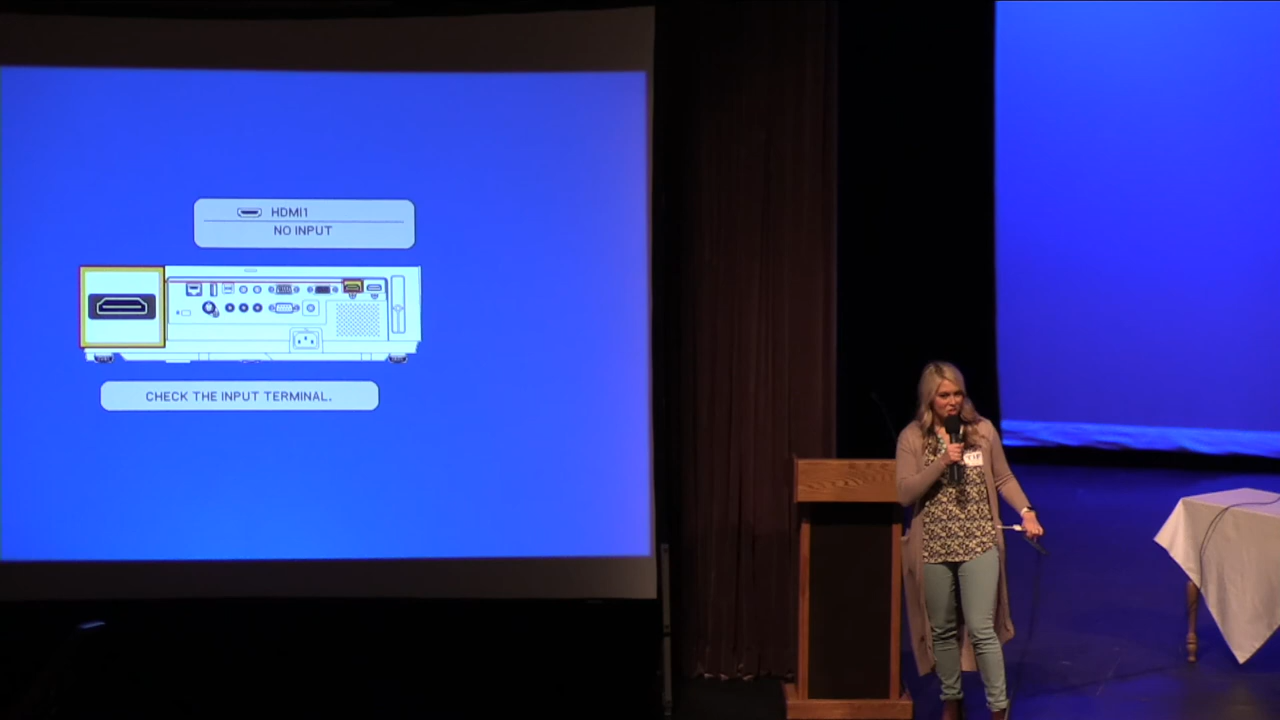 HDMI1
NO INPUT
CHECK THE INPUT TERMINAL.